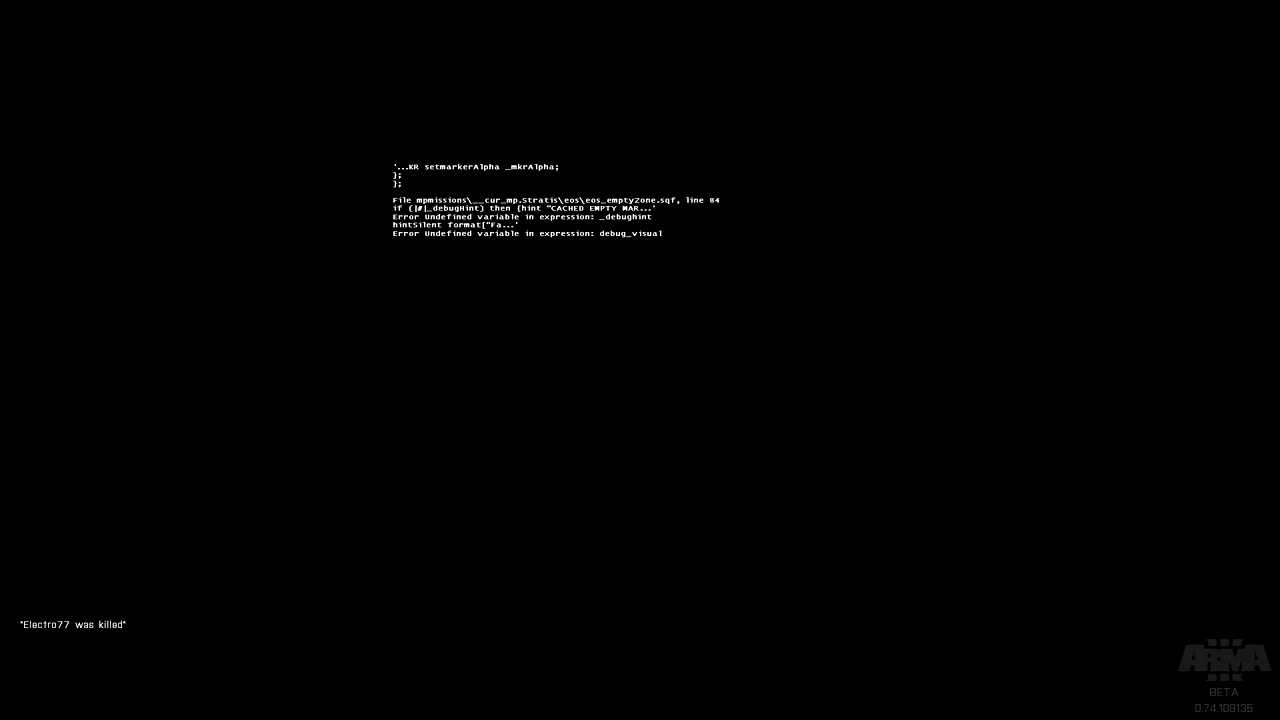 '...KR setmarkerAlpha _mkrAlpha;
};
};
File mpmissions\__cur_mp.Stratis\eos\eos_emptyZone.sqf, line 84
if (|#|_debugHint) then {hint "CACHED EMPTY MAR...'
Error Undefined variable in expression: _debughint
hintSilent format["Fa...'
Error Undefined variable in expression: debug_visual
"Electro77 was killed"
ARMA III
BETA
0.74.108135